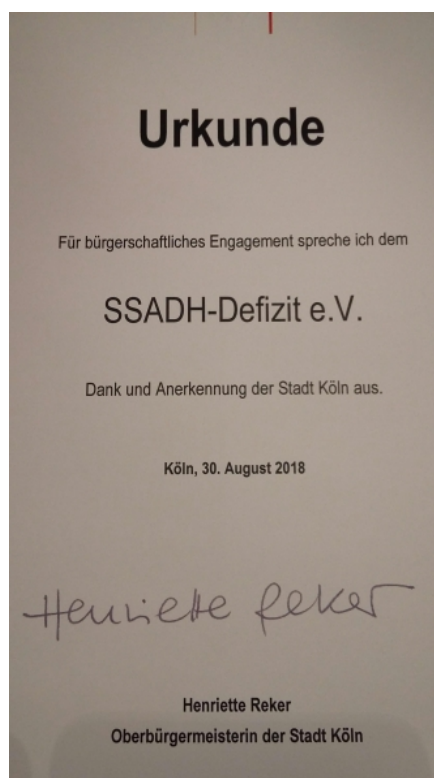 Urkunde
Für bürgerschaftliches Engagement spreche ich dem
SSADH-Defizit e.V.
Dank und Anerkennung der Stadt Köln aus.
Köln, 30. August 2018
Henriette Reker
Henriette Reker
Oberbürgermeisterin der Stadt Köln